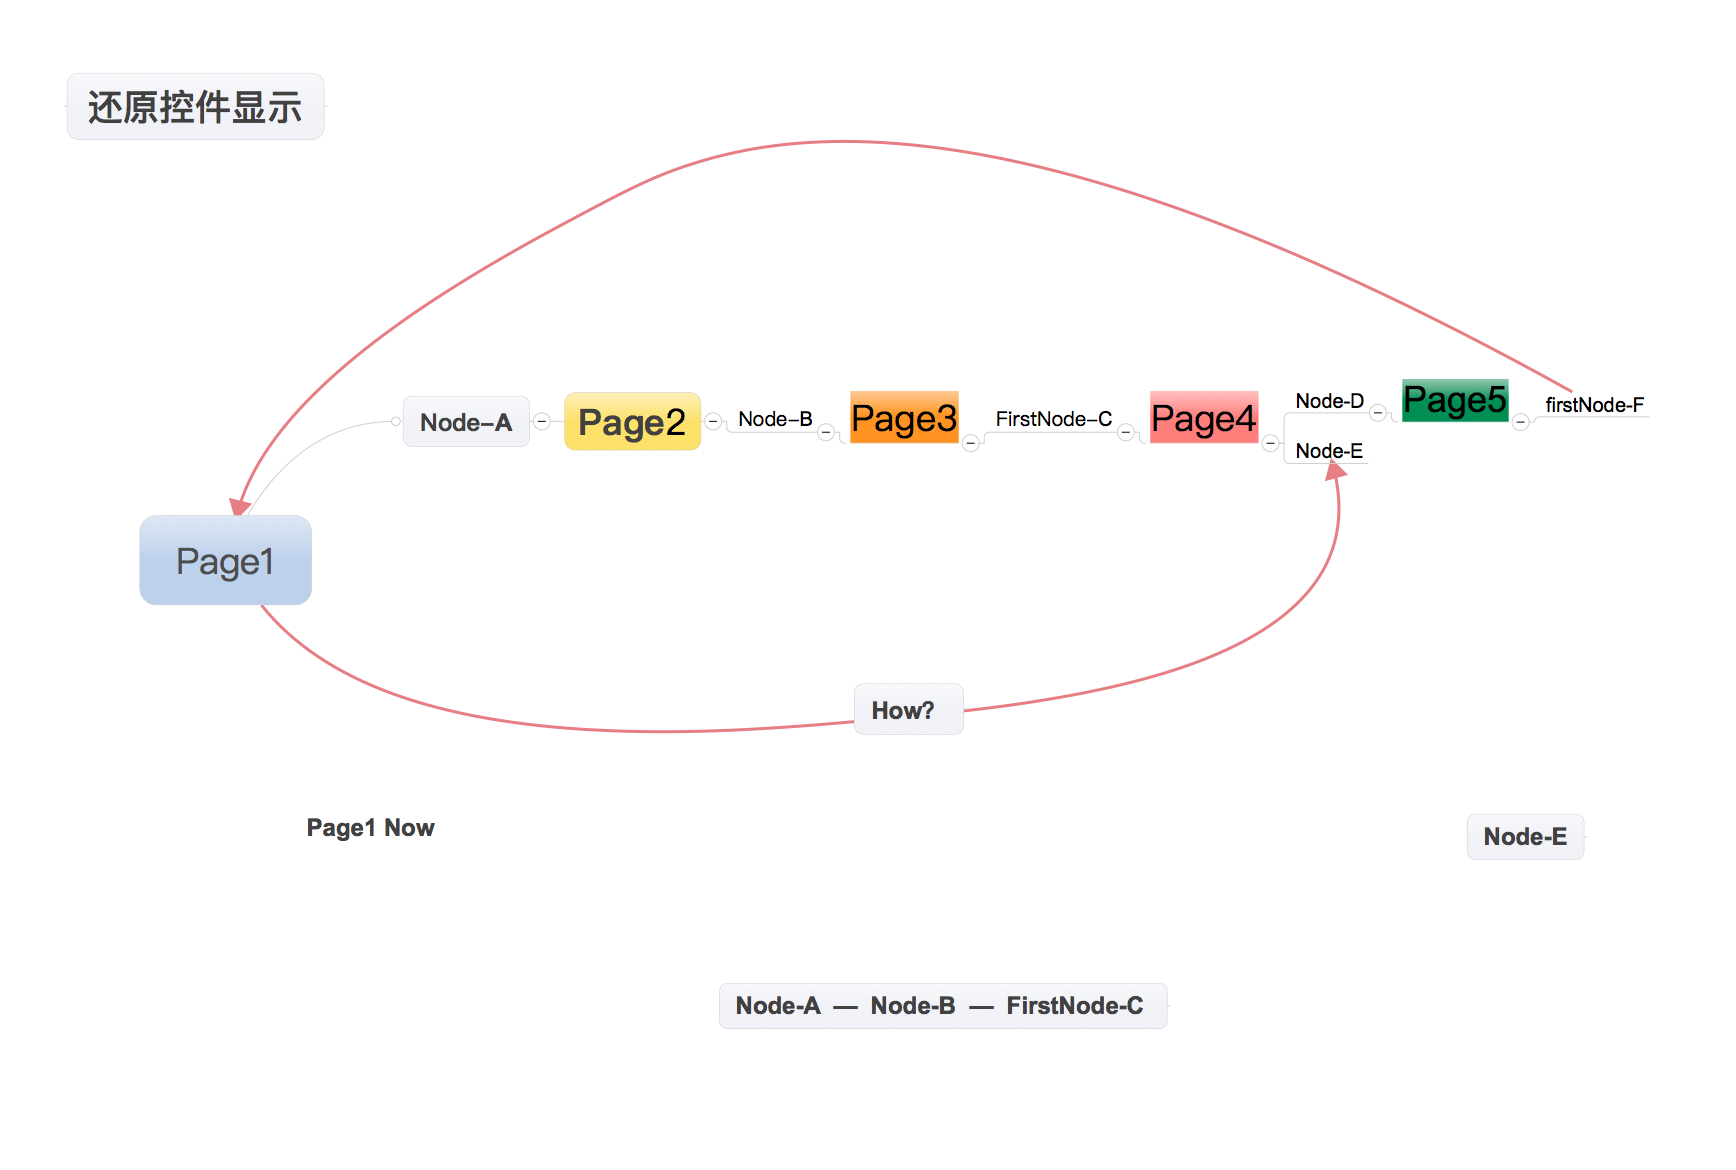 还原控件显示
Node–A
Page2
Node–B
Page3
FirstNode–C
Page4
Node-D
Page5
firstNode-F
Node-E
Page1
How?
Page1 Now
Node-E
Node-A — Node-B — FirstNode-C